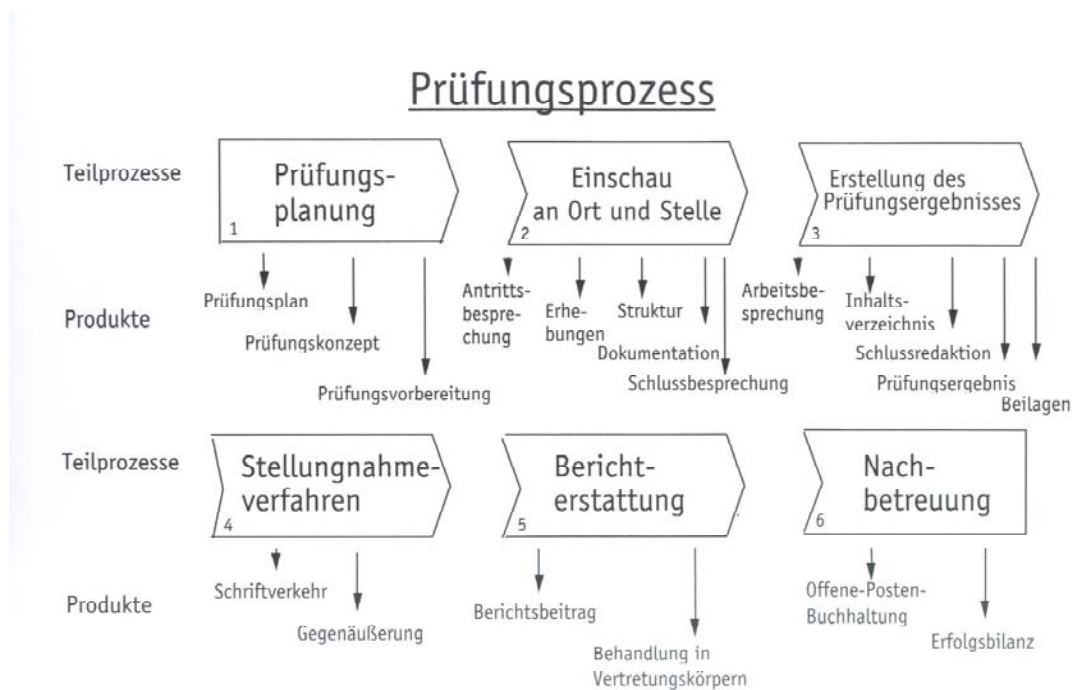 Prüfungsprozess
Teilprozesse
Prüfungs-
planung
1
Einschau
an Ort und Stelle
2
Erstellung des
Prüfungsergebnisses
3
Produkte
Prüfungsplan
Prüfungskonzept
Prüfungsvorbereitung
Antritts-
bespre-
chung
Erhe-
bungen
Struktur
Dokumentation
Schlussbesprechung
Arbeitsbe-
sprechung
Inhalts-
verzeichnis
Schlussredaktion
Prüfungsergebnis
Beilagen
Teilprozesse
Stellungnahme-
verfahren
4
Bericht-
erstattung
5
Nach-
betreuung
6
Produkte
Schriftverkehr
Gegenäußerung
Berichtsbeitrag
Behandlung in
Vertretungskörpern
Offene-Posten-
Buchhaltung
Erfolgsbilanz